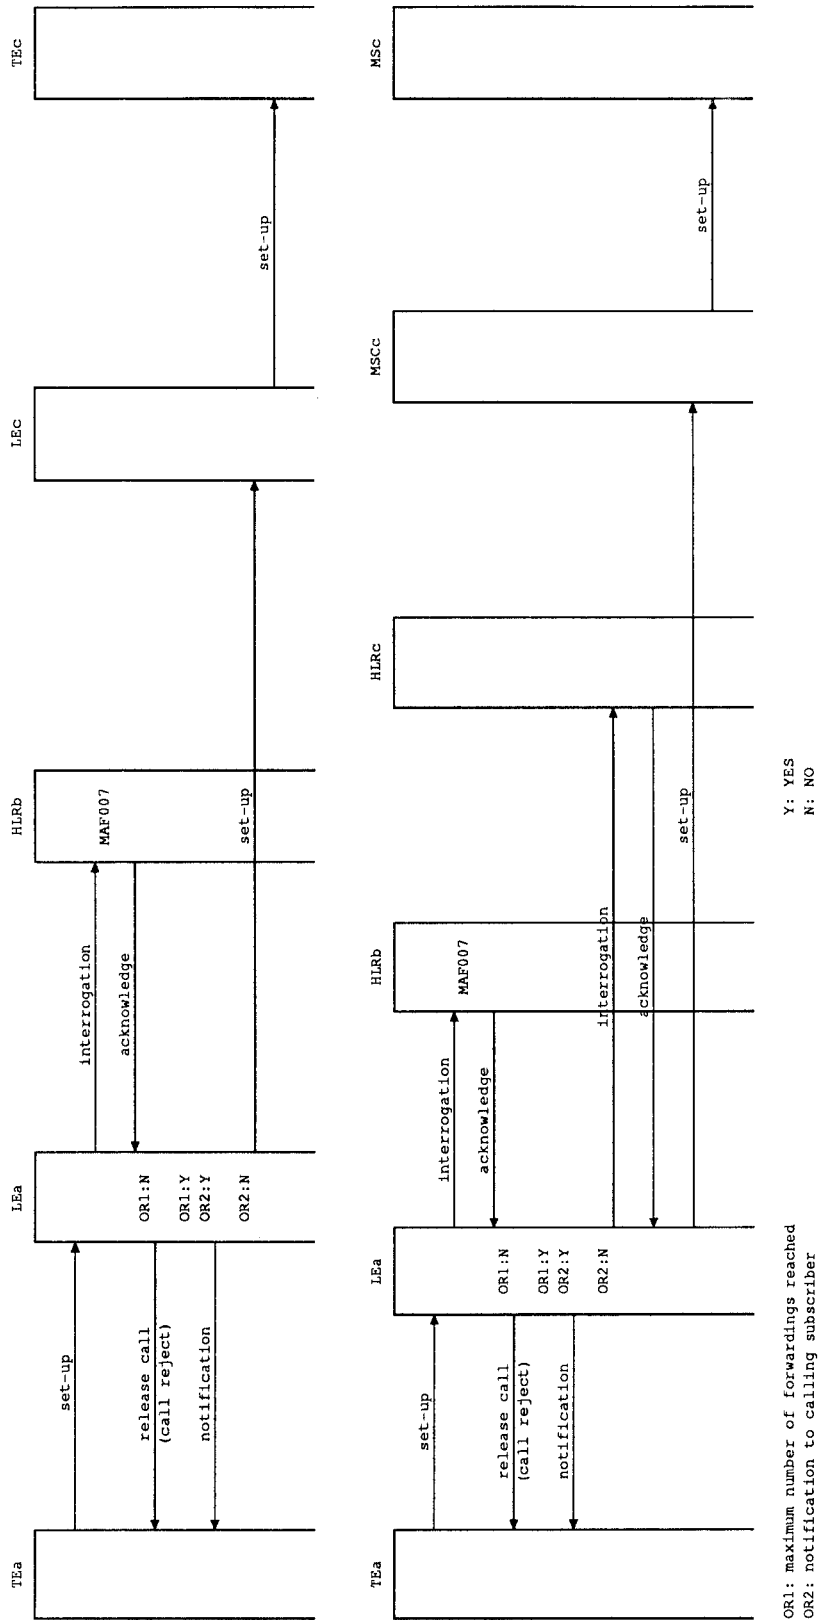 TEa
LEa
HLRb
LEc
TEc
set-up
interrogation
MAF007
acknowledge
OR1:N
release call
(call reject)
OR1:Y
OR2:Y
notification
OR2:N
set-up
set-up
TEa
LEa
HLRb
HLRc
MSCc
MSc
set-up
interrogation
MAF007
acknowledge
OR1:N
release call
(call reject)
OR1:Y
OR2:Y
notification
OR2:N
interrogation
acknowledge
set-up
set-up
OR1: maximum number of forwardings reached
Y: YES
OR2: notification to calling subscriber
N: NO